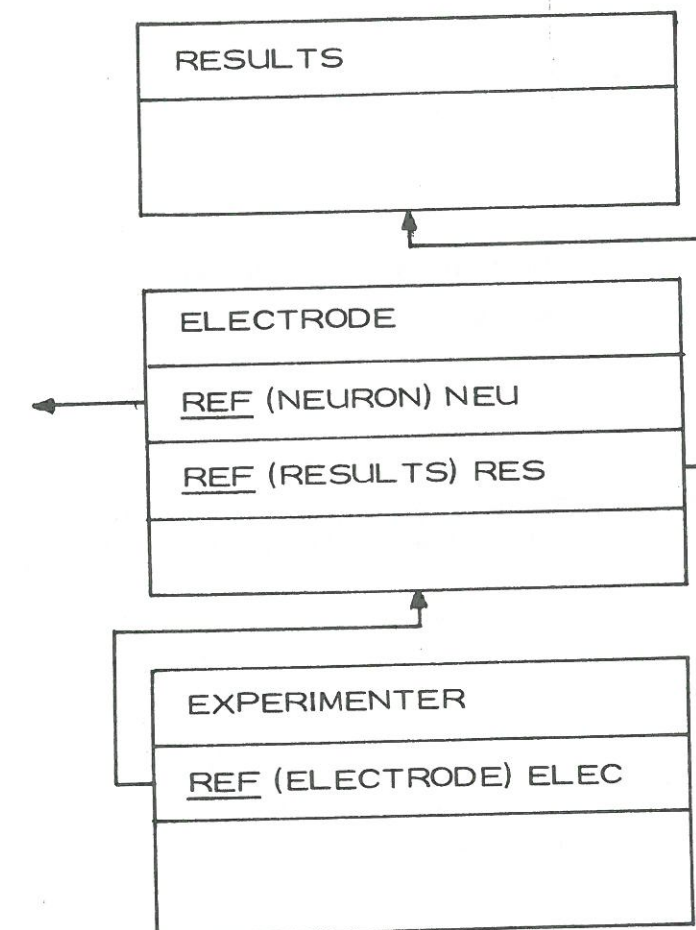 RESULTS
ELECTRODE
REF (NEURON) NEU
REF (RESULTS) RES
EXPERIMENTER
REF (ELECTRODE) ELEC